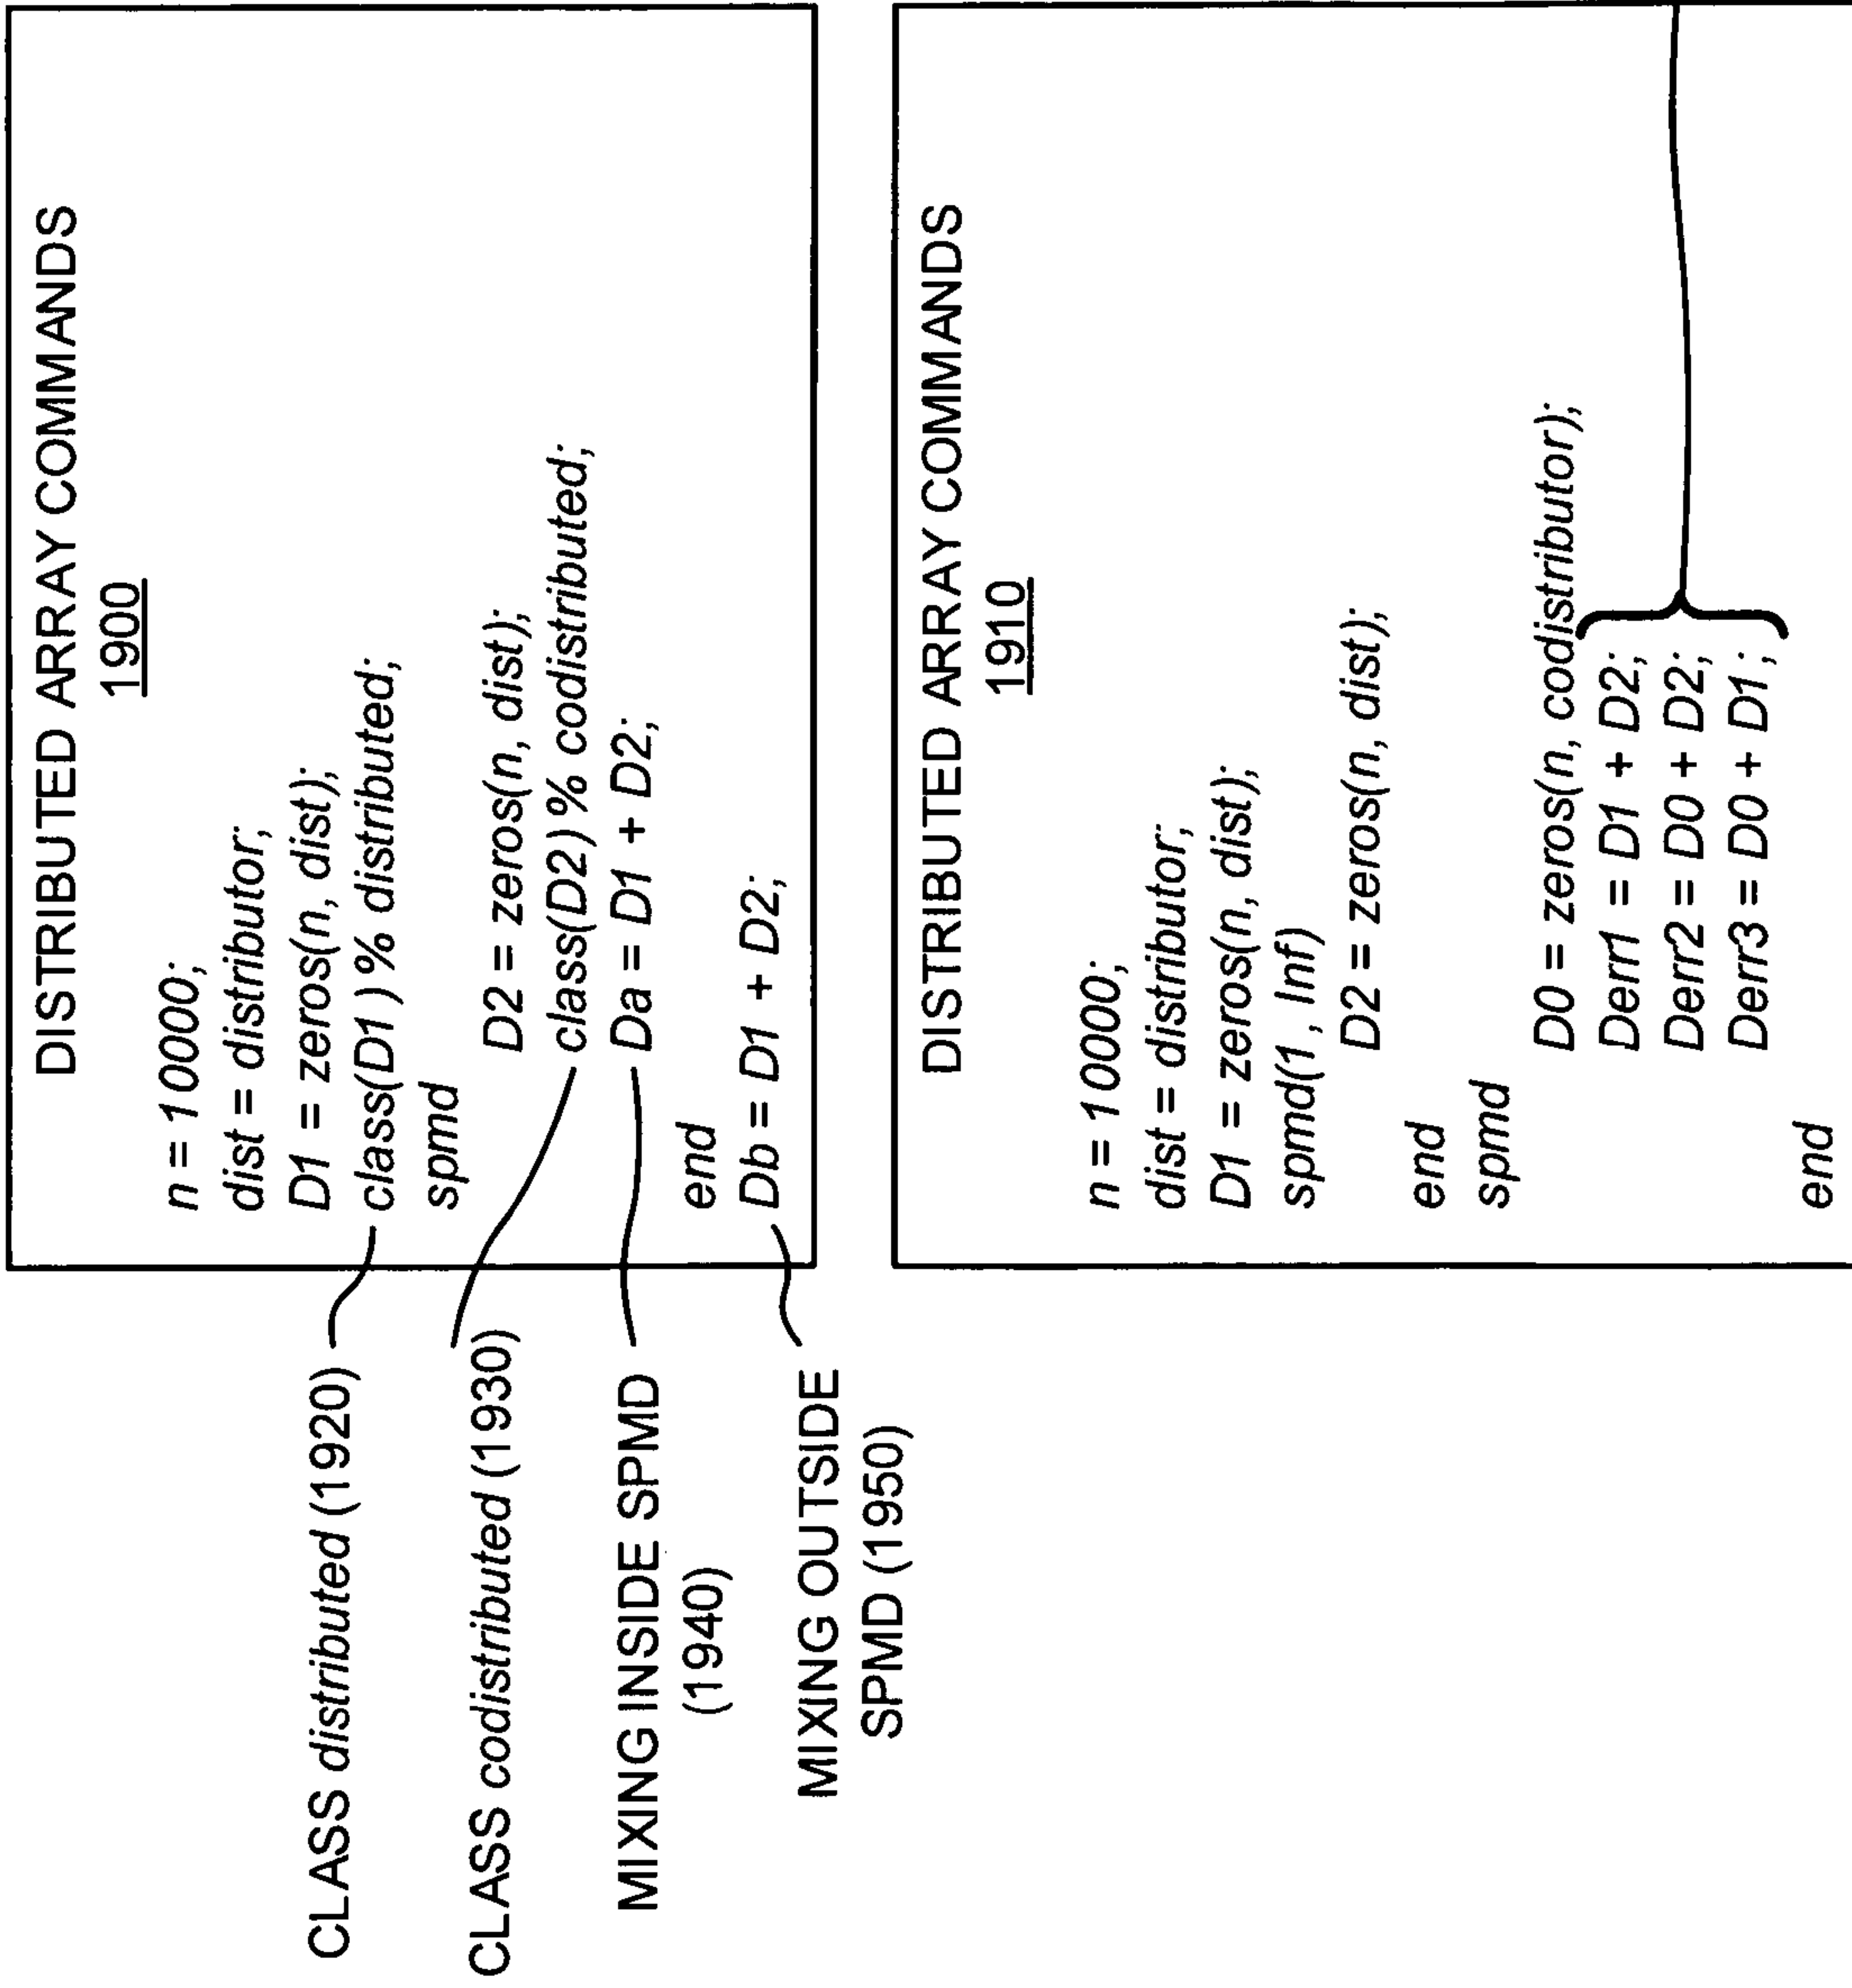 DISTRIBUTED ARRAY COMMANDS
1900
n = 1000;
dist = distributor;
D1 = zeros(n, dist);
class(D1) % distributed;
spmd
D2 = zeros(n, dist);
class(D2) % codistributed;
Da = D1 + D2;
end
Db = D1 + D2;
CLASS distributed (1920)
CLASS codistributed (1930)
MIXING INSIDE SPMD
(1940)
MIXING OUTSIDE
SPMD (1950)
DISTRIBUTED ARRAY COMMANDS
1910
n = 1000;
dist = distributor;
D1 = zeros(n, dist);
spmd(1, Inf)
D2 = zeros(n, dist);
end
spmd
D0 = zeros(n, codistributor);
Derr1 = D1 + D2;
Derr2 = D0 + D2;
Derr3 = D0 + D1;
end